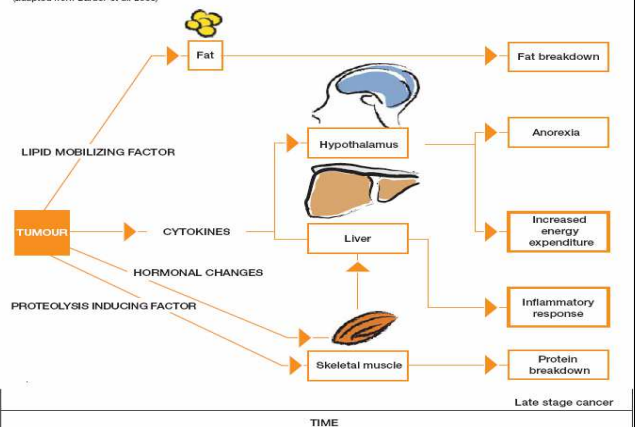 Fat
Fat breakdown
Hypothalamus
Anorexia
LIPID MOBILIZING FACTOR
TUMOUR
CYTOKINES
Liver
Increased
energy
expenditure
HORMONAL CHANGES
PROTEOLYSIS INDUCING FACTOR
Inflammatory
response
Skeletal muscle
Protein
breakdown
Late stage cancer
TIME